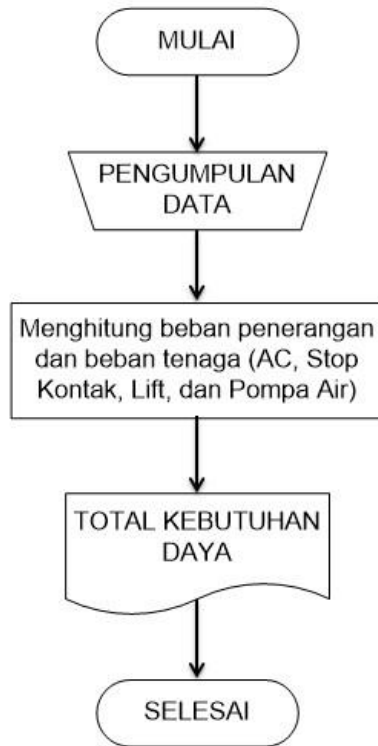 MULAI
PENGUMPULAN
DATA
Menghitung beban penerangan
dan beban tenaga (AC, Stop
Kontak, Lift, dan Pompa Air)
TOTAL KEBUTUHAN
DAYA
SELESAI